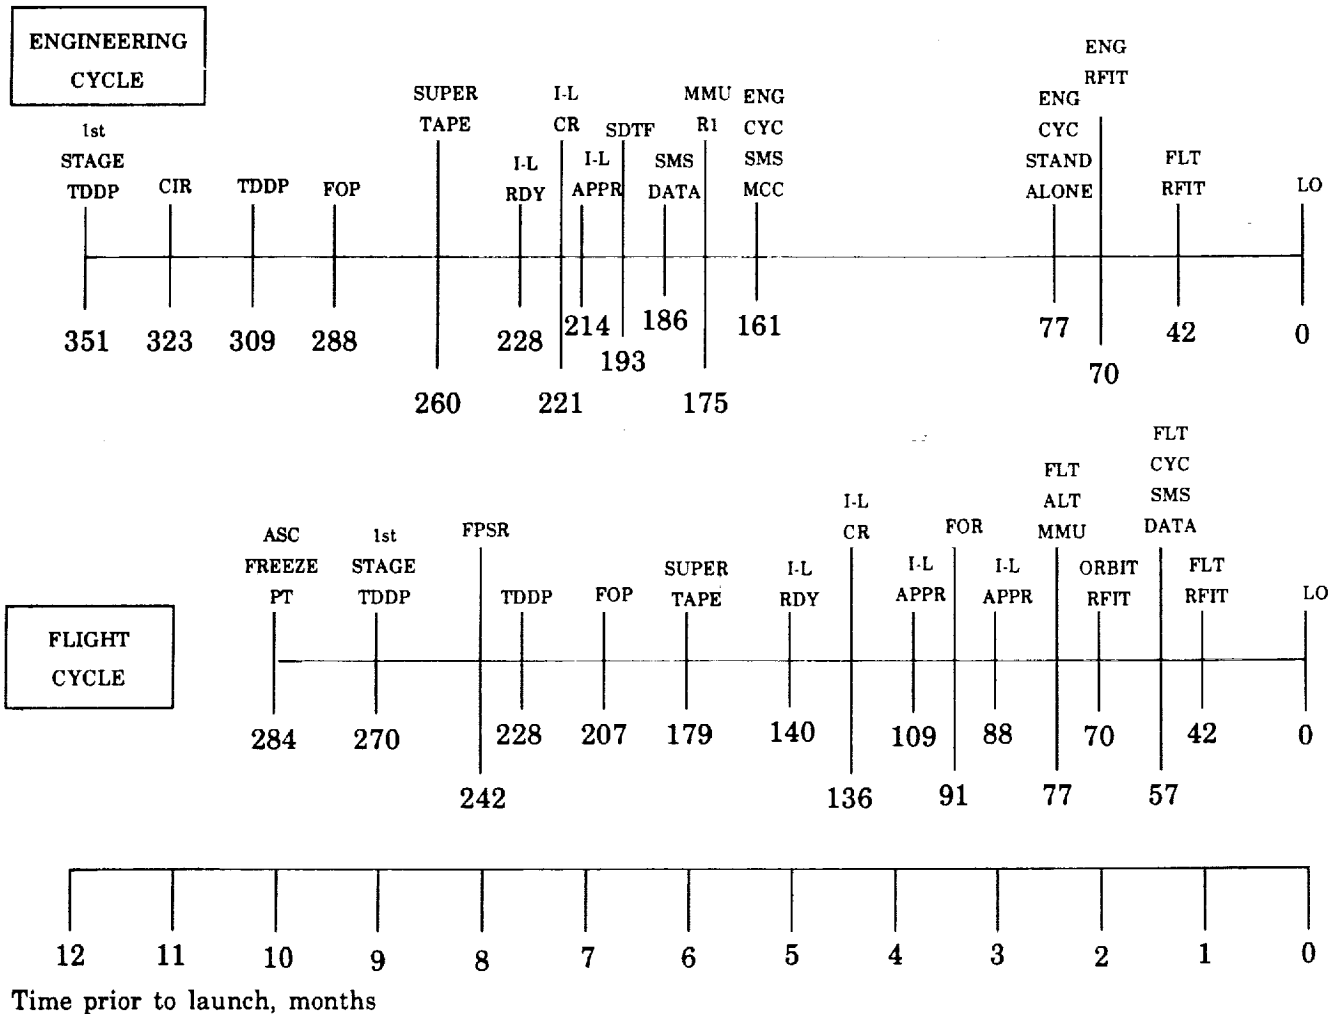 ENGINEERING
CYCLE
1st
STAGE
TDDP
CIR
TDDP
FOP
SUPER
TAPE
I-L
RDY
I-L
CR
I-L
APPR
SDTF
SMS
DATA
MMU
R1
ENG
CYC
SMS
MCC
ENG
CYC
STAND
ALONE
ENG
RFIT
FLT
RFIT
LO
351
323
309
288
260
228
221
214
193
186
175
161
77
70
42
0
FLIGHT
CYCLE
ASC
FREEZE
PT
1st
STAGE
TDDP
FPSR
TDDP
FOP
SUPER
TAPE
I-L
RDY
I-L
CR
I-L
APPR
FOR
I-L
APPR
FLT
ALT
MMU
ORBIT
RFIT
FLT
CYC
SMS
DATA
FLT
RFIT
LO
284
270
242
228
207
179
140
136
109
91
88
77
70
57
42
0
12 11 10 9 8 7 6 5 4 3 2 1 0
Time prior to launch, months